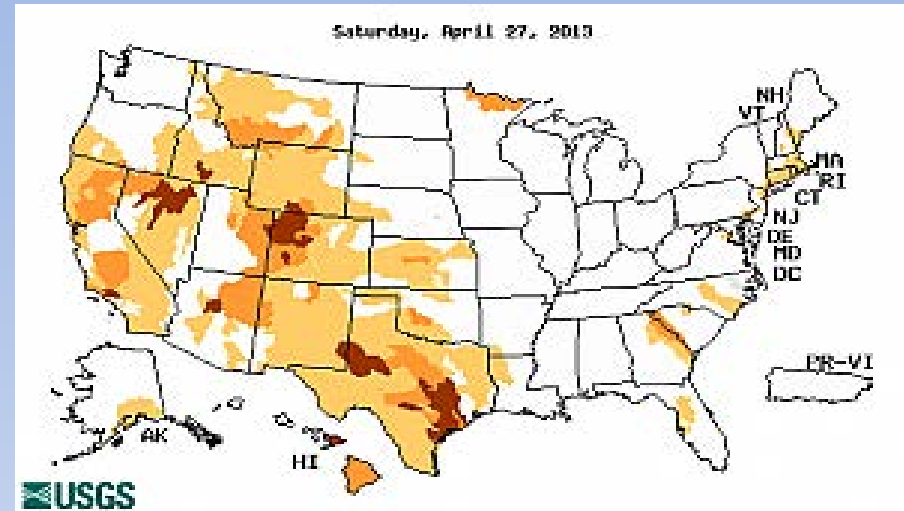 Saturday, April 27, 2013
NH
VT
MA
RI
CT
NJ
DE
MD
DC
PR-VI
AK
HI
USGS